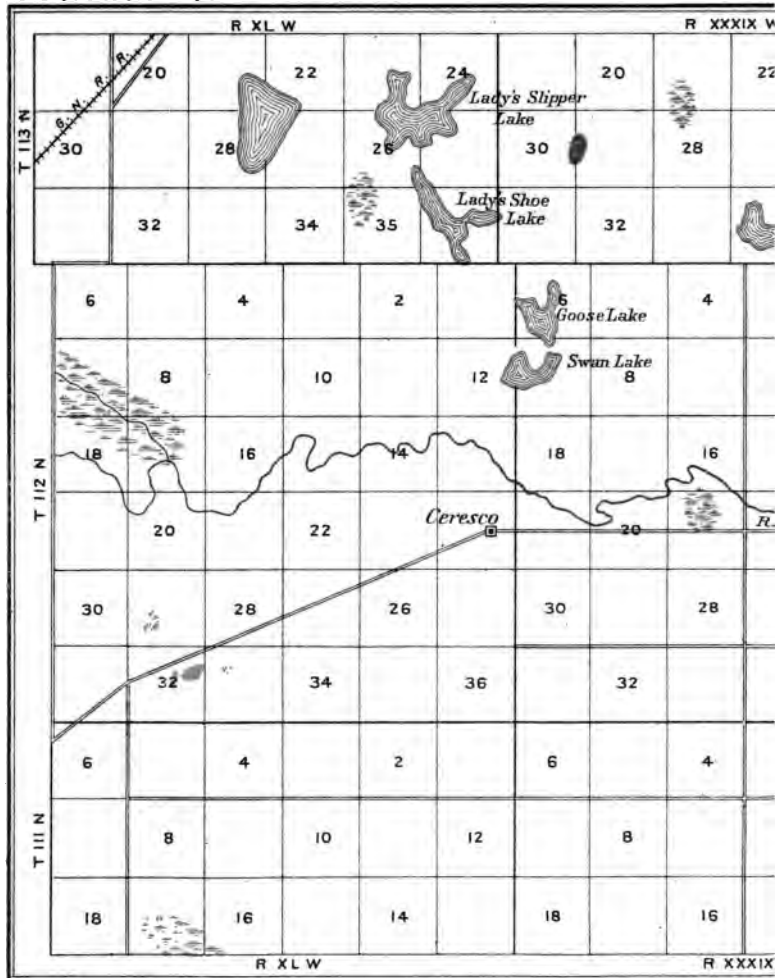 R XL W R XXXIX W
20 22 24 20 22
G. N. R. R.
Lady's Slipper
Lake
T 113 N
30 28 26 30 28
Lady's Shoe
Lake
32 34 35 32
6 4 2 6 4
Goose Lake
Swan Lake
8 10 12 8
18 16 14 18 16
T 112 N
Ceresco
20 22 20 R.
30 28 26 30 28
32 34 36 32
6 4 2 6 4
T 111 N
8 10 12 8
18 16 14 18 16
R XL W R XXXIX